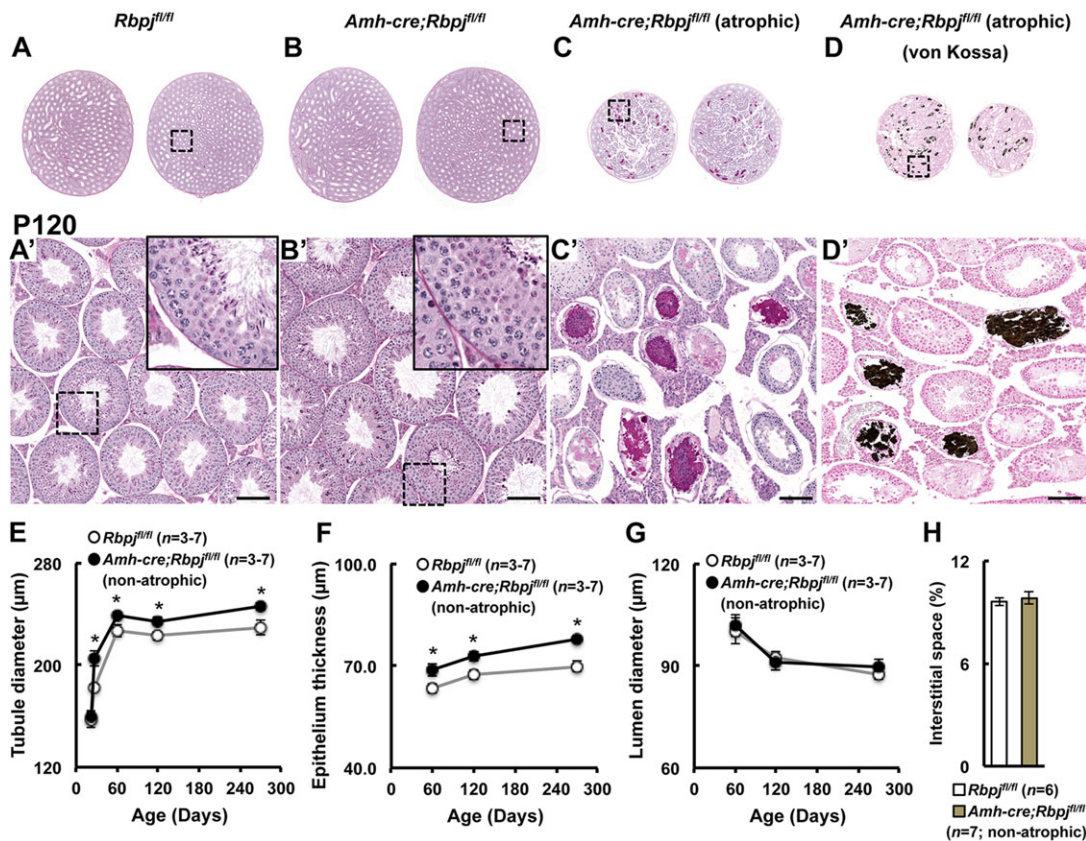 Rbpjfl/fl
Amh-cre;Rbpjfl/fl
Amh-cre;Rbpjfl/fl (atrophic)
Amh-cre;Rbpjfl/fl (atrophic)
(von Kossa)
A
B
C
D
P120
A'
B'
C'
D'
E
Rbpjfl/fl (n=3-7)
Amh-cre;Rbpjfl/fl (n=3-7)
(non-atrophic)
Tubule diameter (µm)
280
200
120
* * * *
0 60 120 180 240 300
Age (Days)
F
Rbpjfl/fl (n=3-7)
Amh-cre;Rbpjfl/fl (n=3-7)
(non-atrophic)
Epithelium thickness (µm)
100.0
70.0
40.0
* * *
0 60 120 180 240 300
Age (Days)
G
Rbpjfl/fl (n=3-7)
Amh-cre;Rbpjfl/fl (n=3-7)
(non-atrophic)
Lumen diameter (µm)
120
90
60
0 60 120 180 240 300
Age (Days)
H
Interstitial space (%)
12
6
0
Rbpjfl/fl (n=6)
Amh-cre;Rbpjfl/fl
(n=7; non-atrophic)